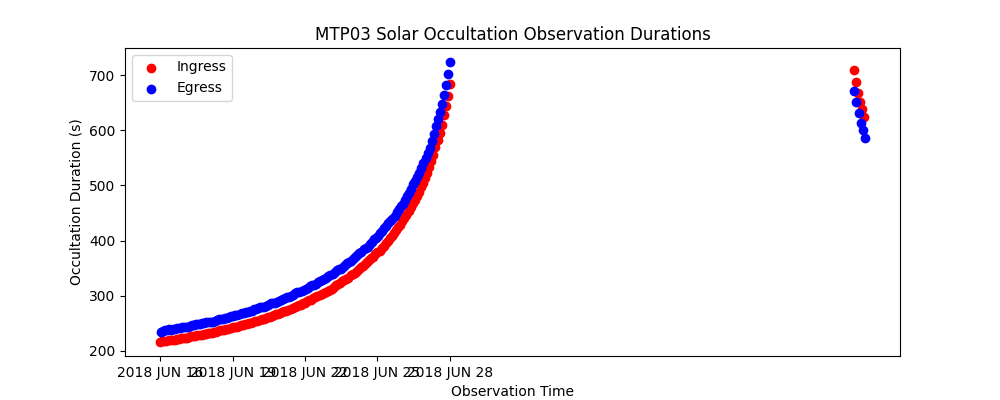 MTP03 Solar Occultation Observation Durations
Ingress
Egress
700
600
500
400
300
200
Occultation Duration (s)
2018 JUN 16 2018 JUN 19 2018 JUN 22 2018 JUN 25 2018 JUN 28
Observation Time